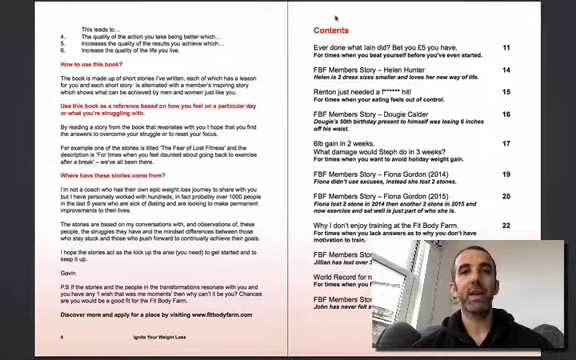 This leads to…
4. The quality of the action you take being better which…
5. Increases the quality of the results you achieve which…
6. Increase the quality of the life you live.
How to use this book?
The book is made up of short stories I've written, each of which has a lesson
for you and each short story is alternated with a member's inspiring story
which shows what can be achieved by men and women just like you.
Use this book as a reference based on how you feel on a particular day
or what you're struggling with.
By reading a story from the book that resonates with you I hope that you find
the answers to overcome your struggle or to reset your focus.
For example one of the stories is titled 'The Fear of Lost Fitness' and the
description is 'For times when you feel daunted about going back to exercise
after a break' – we've all been there.
Where have these stories come from?
I'm not a coach who has their own epic weight loss journey to share with you
but I have personally worked with hundreds, in fact probably over 1000 people
in the last 5 years who are sick of dieting and are looking to make permanent
improvements to their lives.
The stories are based on my conversations with, and observations of, these
people, the struggles they have and the mindset differences between those
who stay stuck and those who push forward to continually achieve their goals.
I hope the stories act as the kick up the arse (you need) to get started and to
keep it up.
Gavin
P.S If the stories and the people in the transformations resonate with you and
you have any 'I wish that was me moments' then why can't it be you? Chances
are you would be a good fit for the Fit Body Farm.
Discover more and apply for a place by visiting www.fitbodyfarm.com
4 Ignite Your Weight Loss
Contents
Ever done what Iain did? Bet you £5 you have. 11
For times when you beat yourself before you've even started.
FBF Members Story – Helen Hunter 14
Helen is 3 dress sizes smaller and loves her new way of life.
Renton just needed a f****** hit! 15
For times when your eating feels out of control.
FBF Members Story – Dougie Calder 16
Dougie's 50th birthday present to himself was losing 6 inches
off his waist.
6lb gain in 2 weeks. 17
What damage would Steph do in 3 weeks?
For times when you want to avoid holiday weight gain.
FBF Members Story – Fiona Gordon (2014) 19
Fiona didn't use excuses, instead she lost 2 stones.
FBF Members Story – Fiona Gordon (2015) 20
Fiona lost 2 stone in 2014 then another 2 stone in 2015 and
now exercise and eat well is just part of who she is.
Why I don't enjoy training at the Fit Body Farm. 22
For times when you lack answers as to why you don't have
motivation to train.
FBF
Jillian has lost over 3
World Record for
For times when you
FBF Members Stor
John has never felt